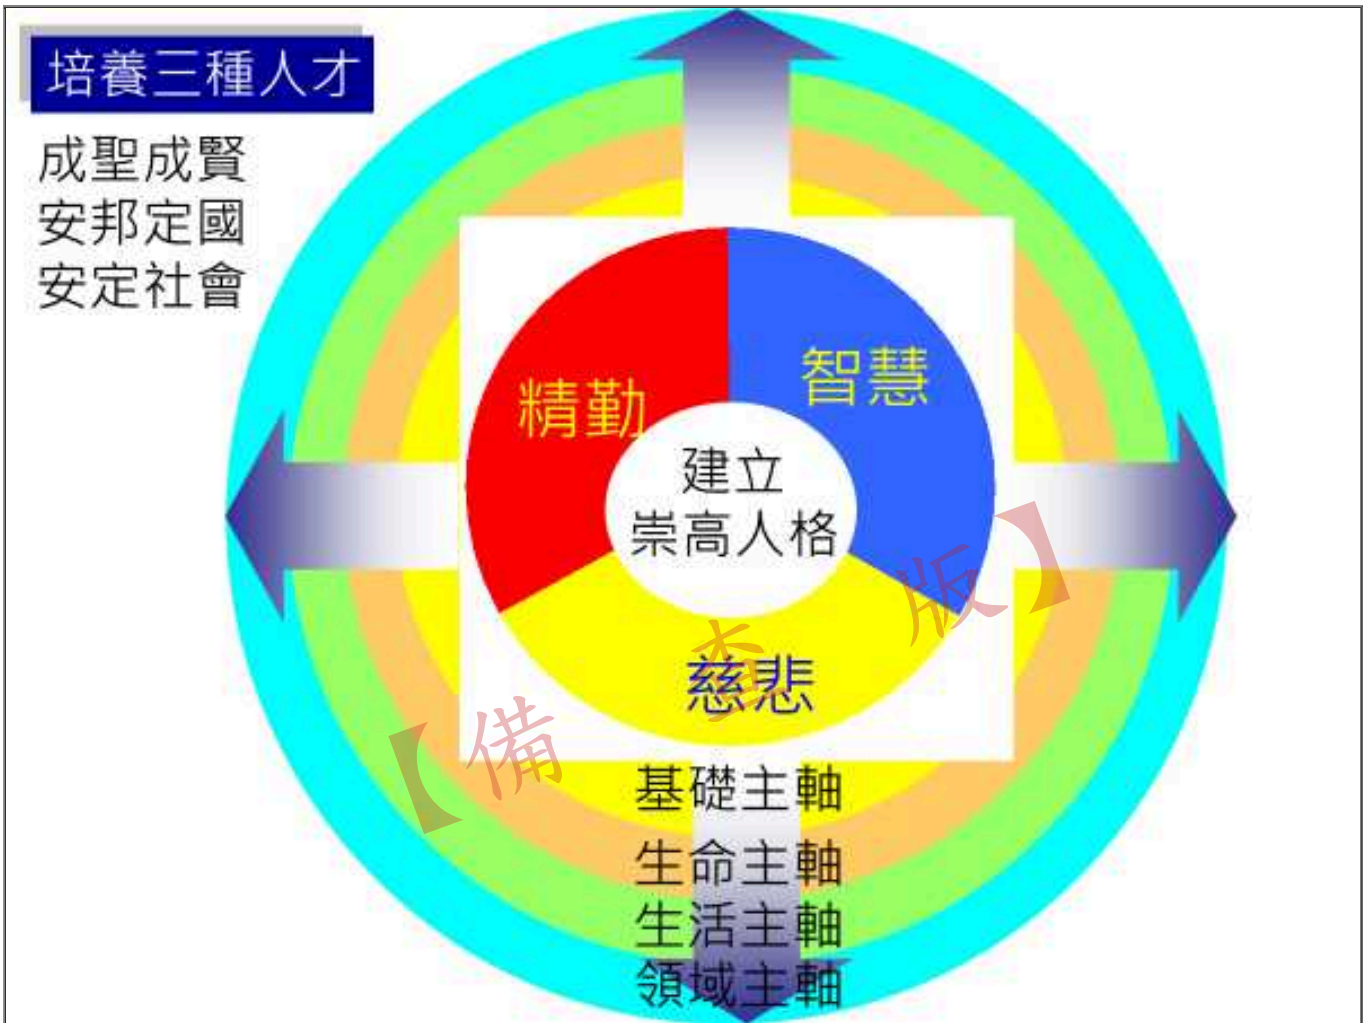 培養三種人才
成聖成賢
安邦定國
安定社會
精勤
智慧
建立
崇高人格
慈悲
基礎主軸
生命主軸
生活主軸
領域主軸
【備查版】